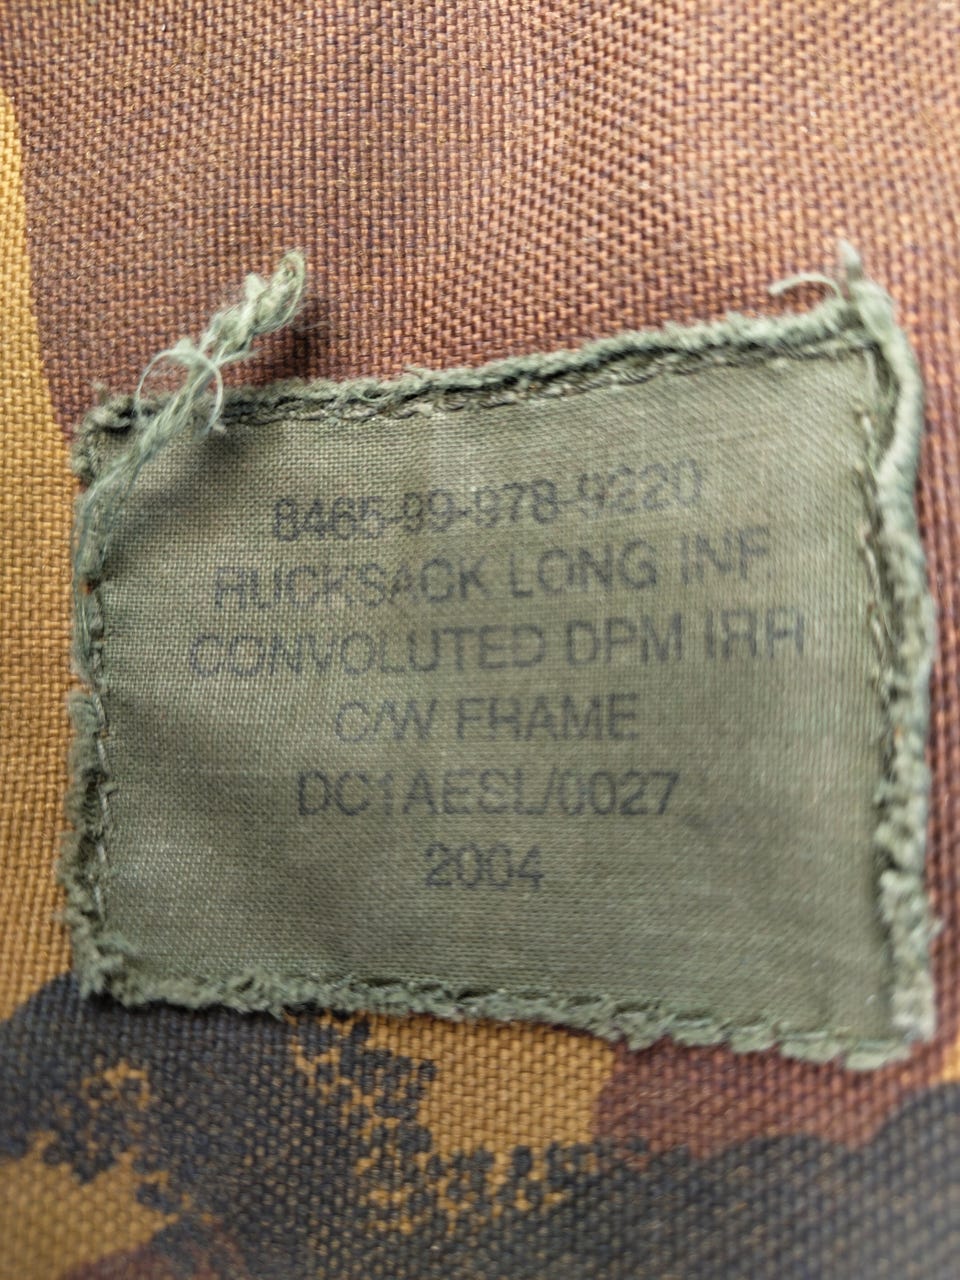 8465-99-978-9220
RUCKSACK LONG INF.
CONVOLUTED DPM IRR
C/W FRAME
DC1AESL/0027
2004